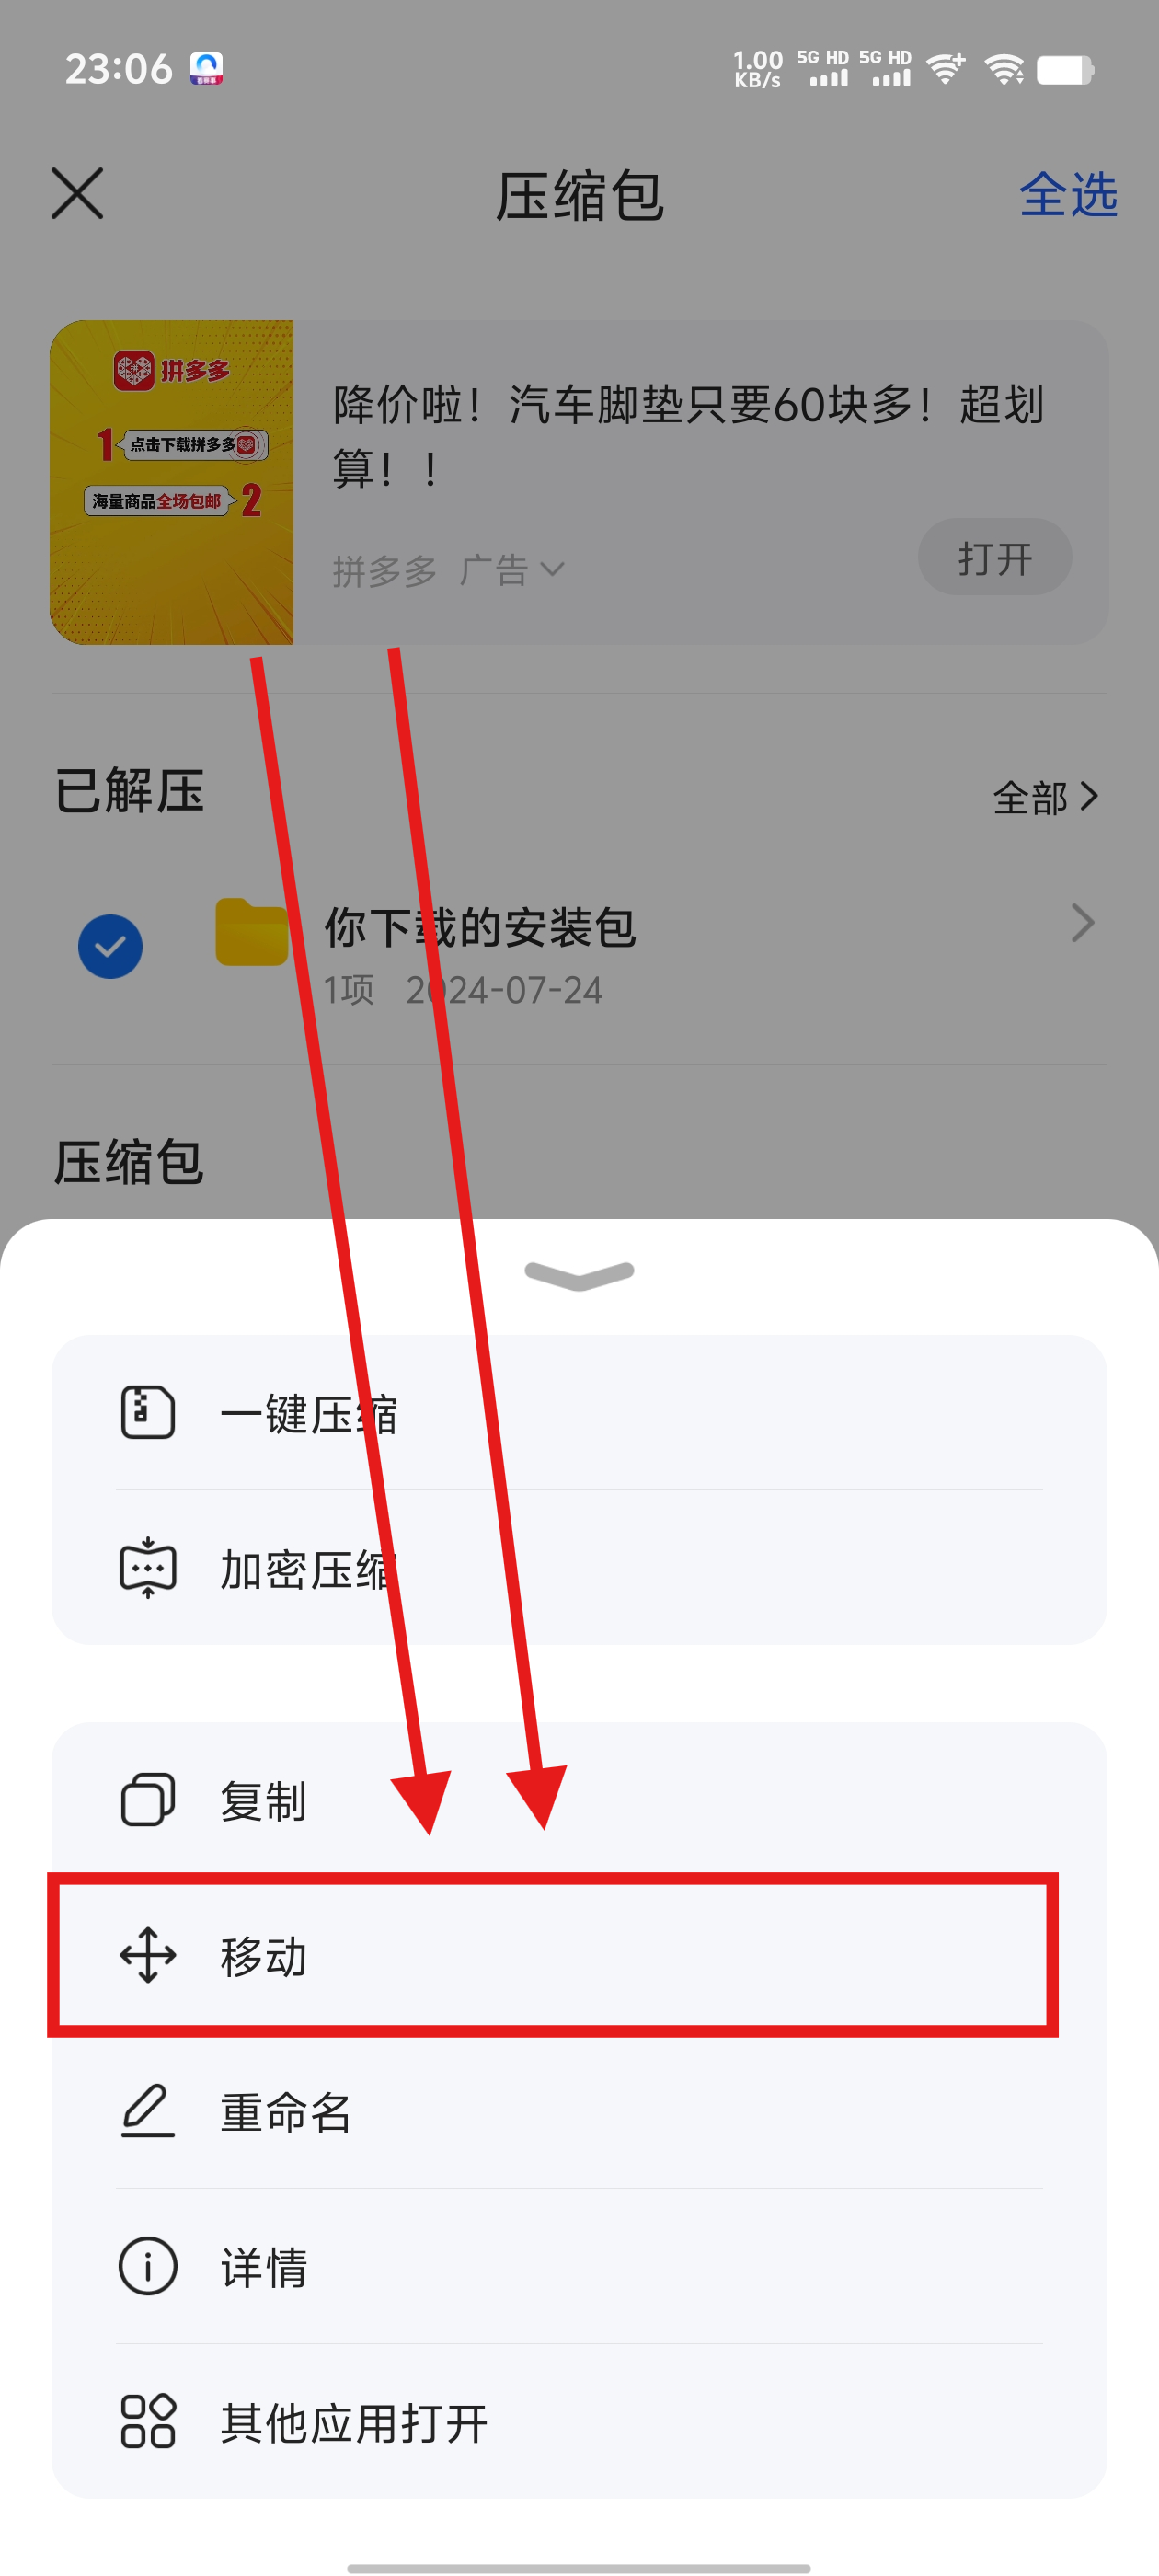 23:06
1.00 KB/s 5G HD 5G HD
压缩包
全选
拼多多
1 点击下载拼多多
海量商品全场包邮 2
降价啦！汽车脚垫只要60块多！超划
算！！
拼多多 广告
打开
已解压
全部
你下载的安装包
1项 2024-07-24
压缩包
一键压缩
加密压缩
复制
移动
重命名
详情
其他应用打开